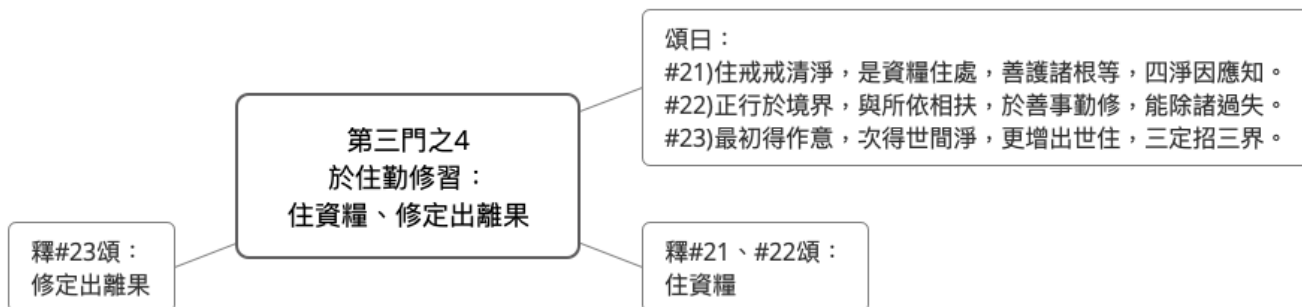 第三門之4
於住勤修習：
住資糧、修定出離果
頌日：
#21)住戒戒清淨，是資糧住處，善護諸根等，四淨因應知。
#22)正行於境界，與所依相扶，於善事勤修，能除諸過失。
#23)最初得作意，次得世間淨，更增出世住，三定招三界。
釋#21、#22頌：
住資糧
釋#23頌：
修定出離果